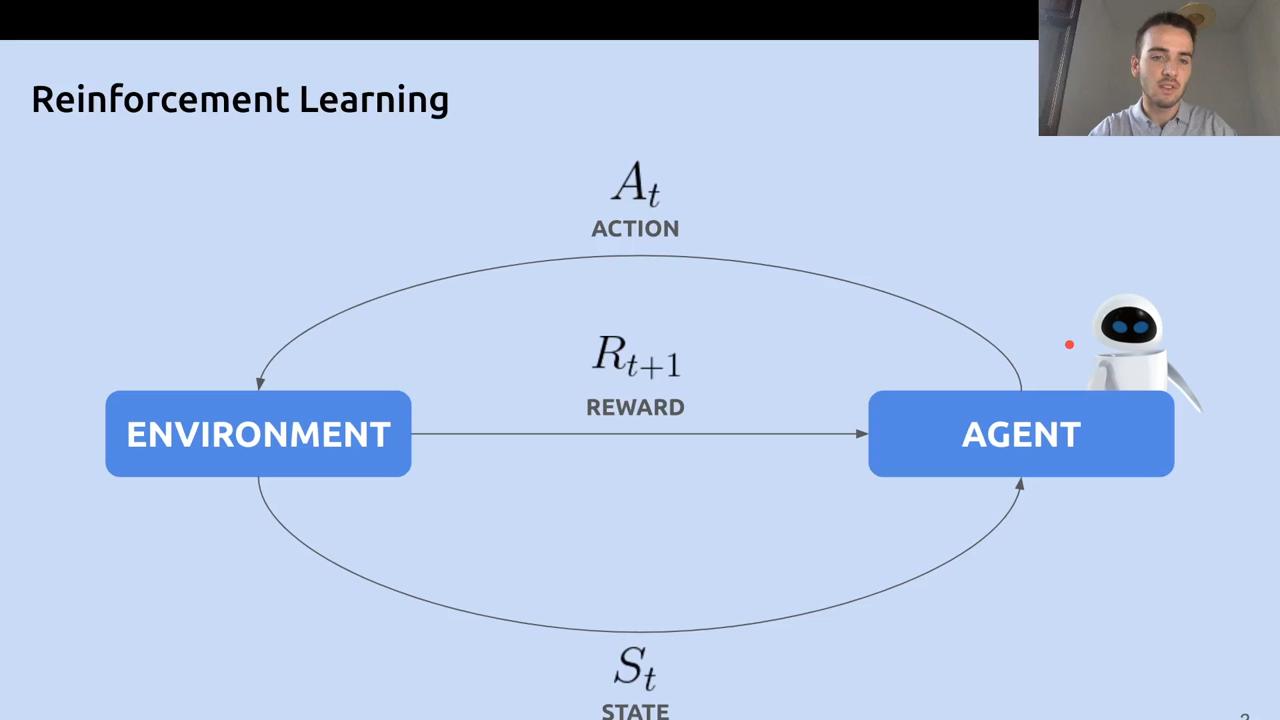 Reinforcement Learning
A_t
ACTION
R_{t+1}
REWARD
ENVIRONMENT
AGENT
S_t
STATE